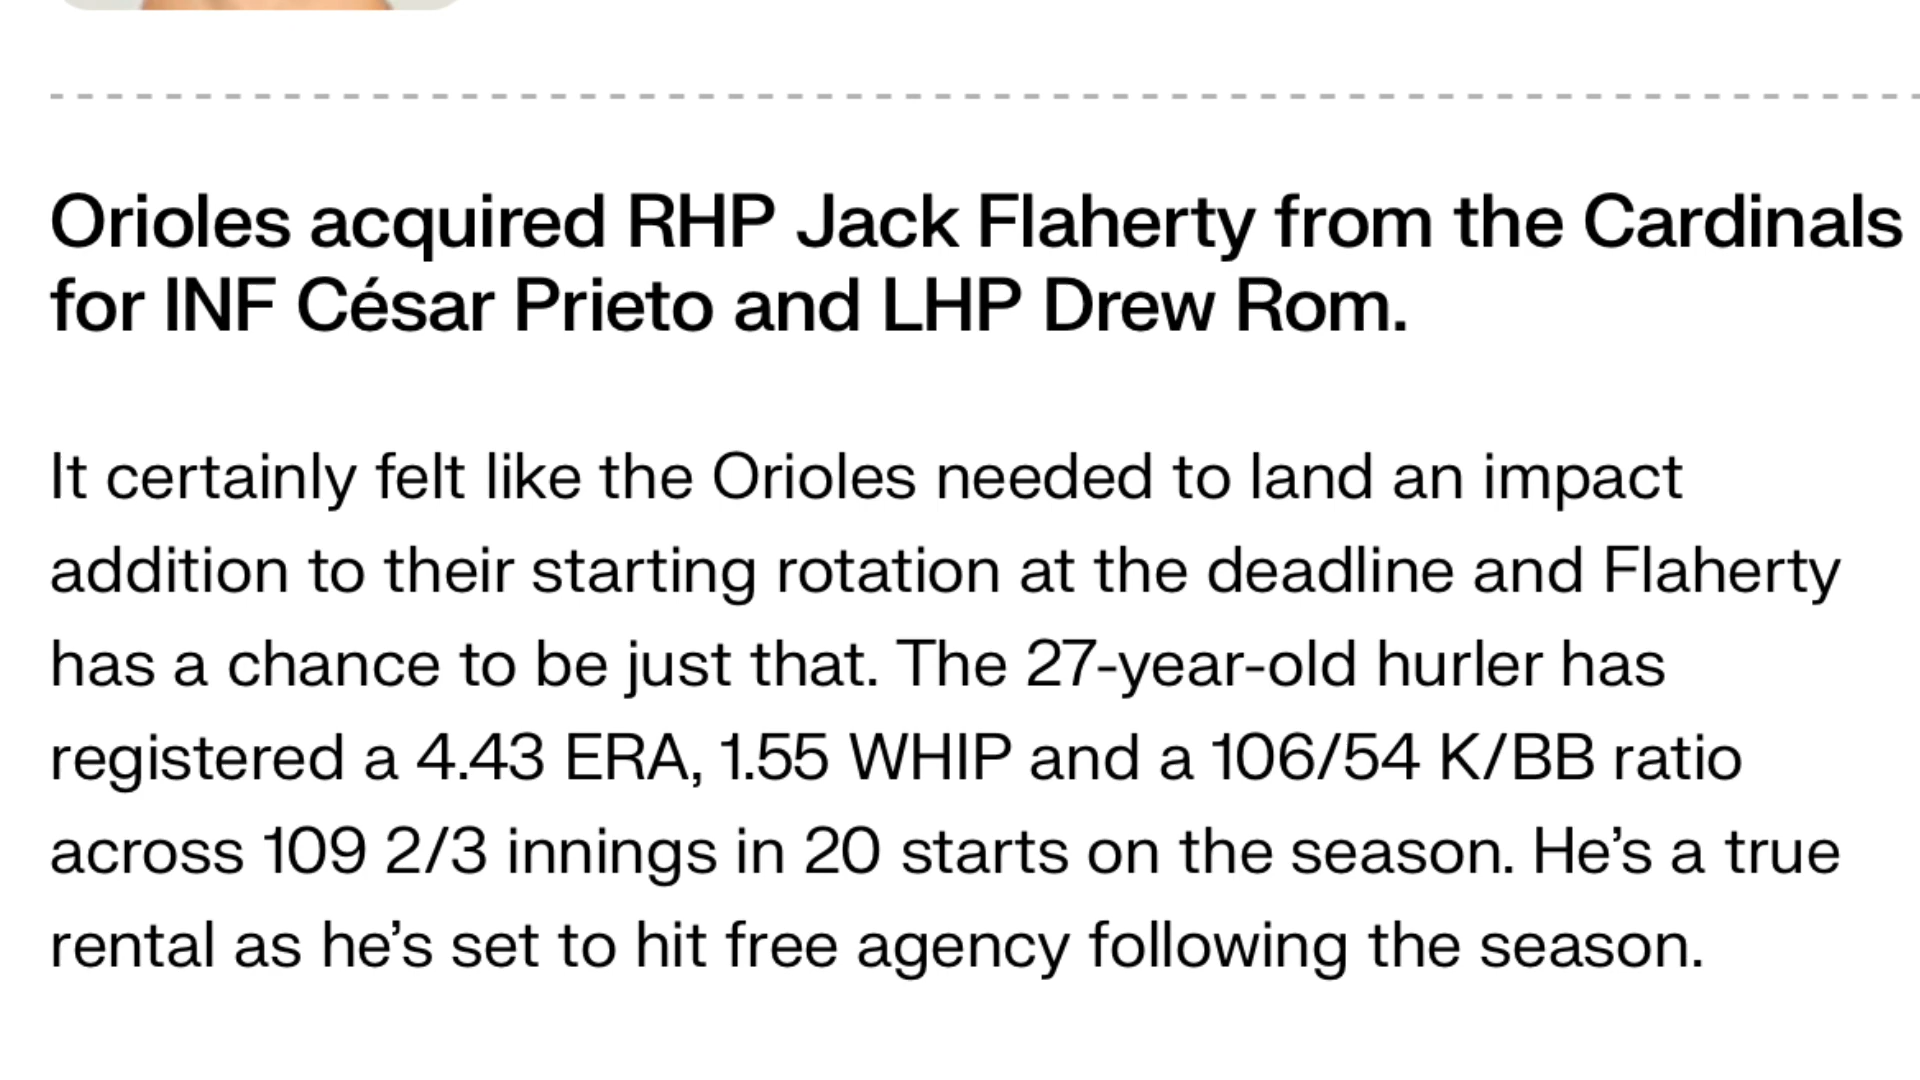 Orioles acquired RHP Jack Flaherty from the Cardinals
for INF César Prieto and LHP Drew Rom.
It certainly felt like the Orioles needed to land an impact
addition to their starting rotation at the deadline and Flaherty
has a chance to be just that. The 27-year-old hurler has
registered a 4.43 ERA, 1.55 WHIP and a 106/54 K/BB ratio
across 109 2/3 innings in 20 starts on the season. He’s a true
rental as he’s set to hit free agency following the season.